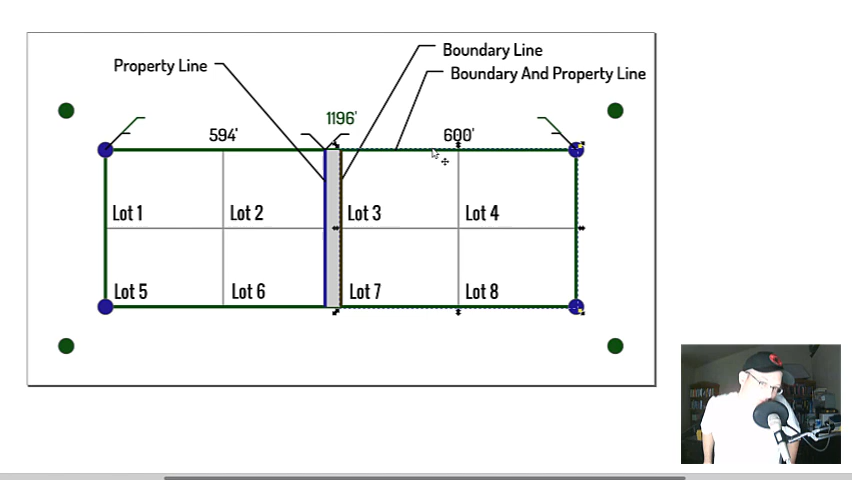 Boundary Line
Property Line
Boundary And Property Line
1196'
594'
600'
Lot 1
Lot 2
Lot 3
Lot 4
Lot 5
Lot 6
Lot 7
Lot 8